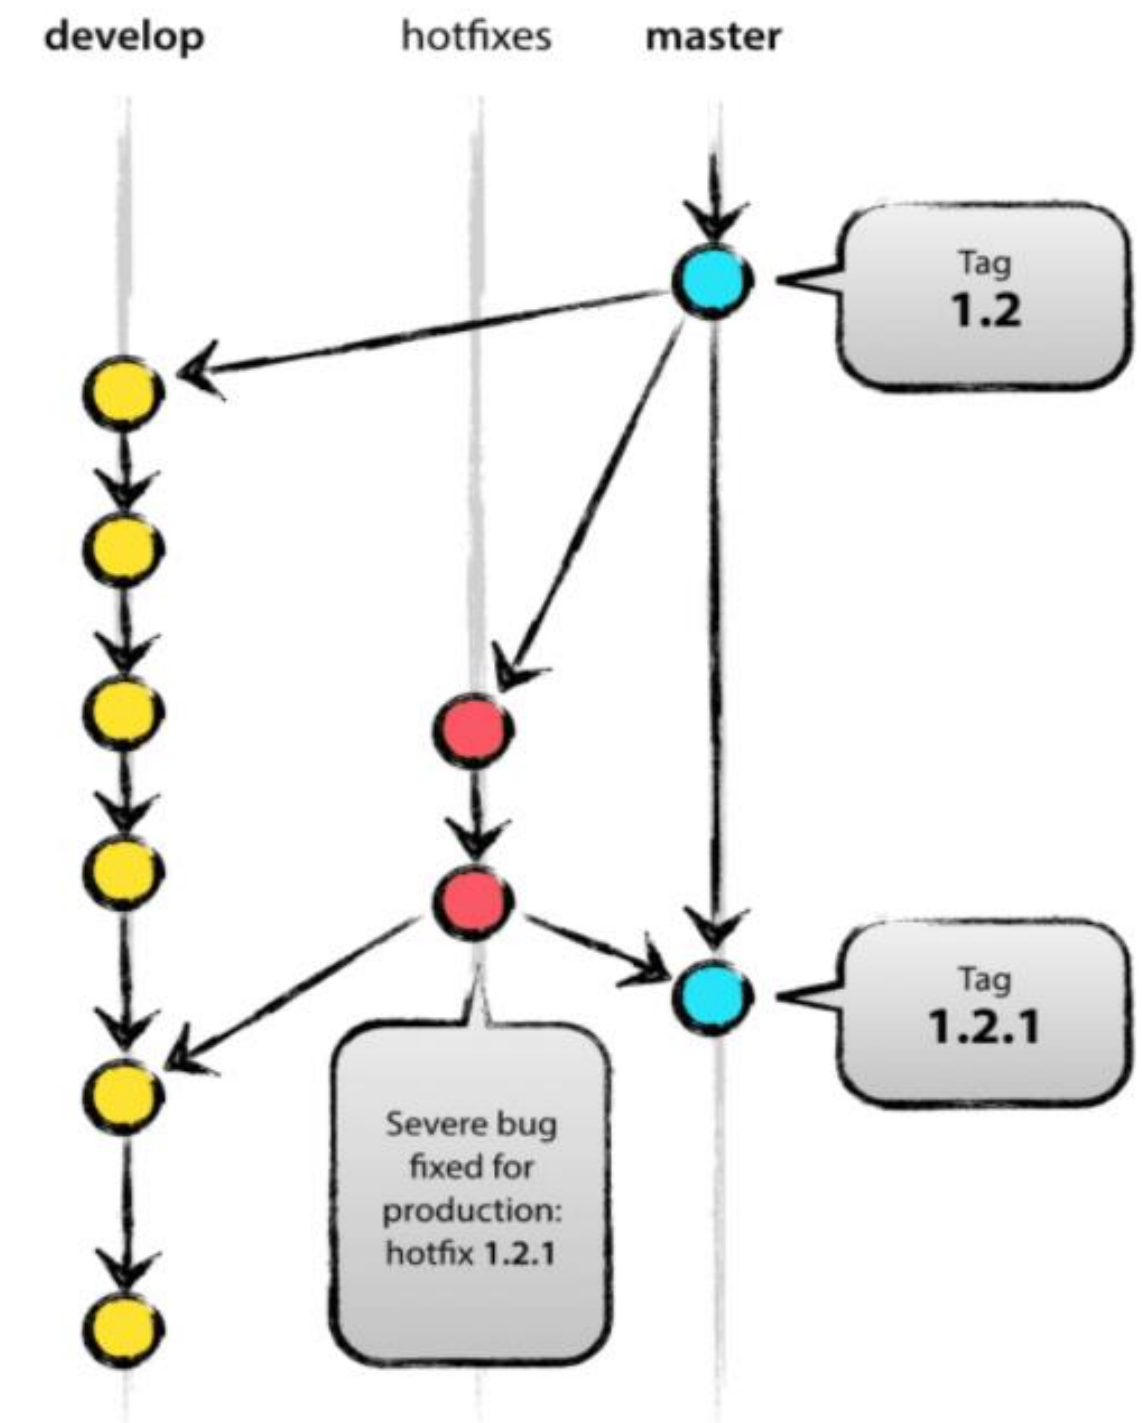 develop
hotfixes
master
Tag
1.2
Tag
1.2.1
Severe bug
fixed for
production:
hotfix 1.2.1